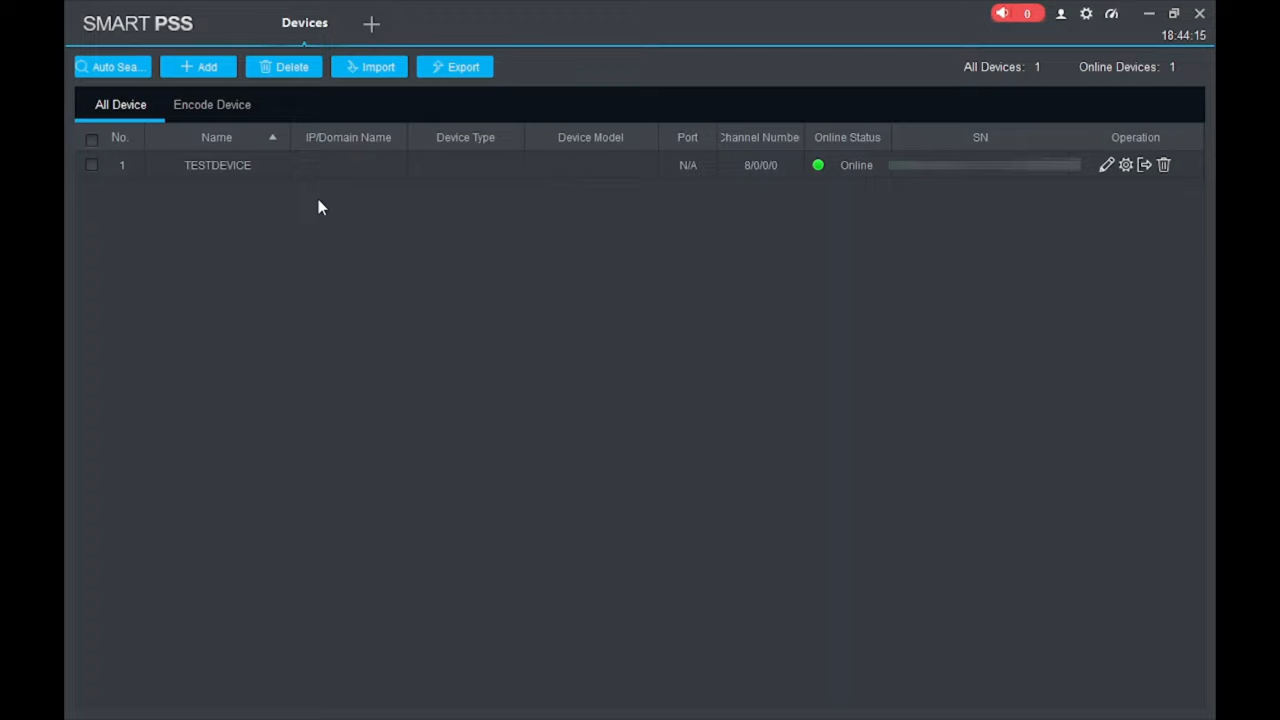 SMART PSS Devices 0
18:44:15
Auto Sea... Add Delete Import Export All Devices: 1 Online Devices: 1
All Device Encode Device
No. Name IP/Domain Name Device Type Device Model Port Channel Numbe Online Status SN Operation
1 TESTDEVICE N/A 8/0/0/0 Online